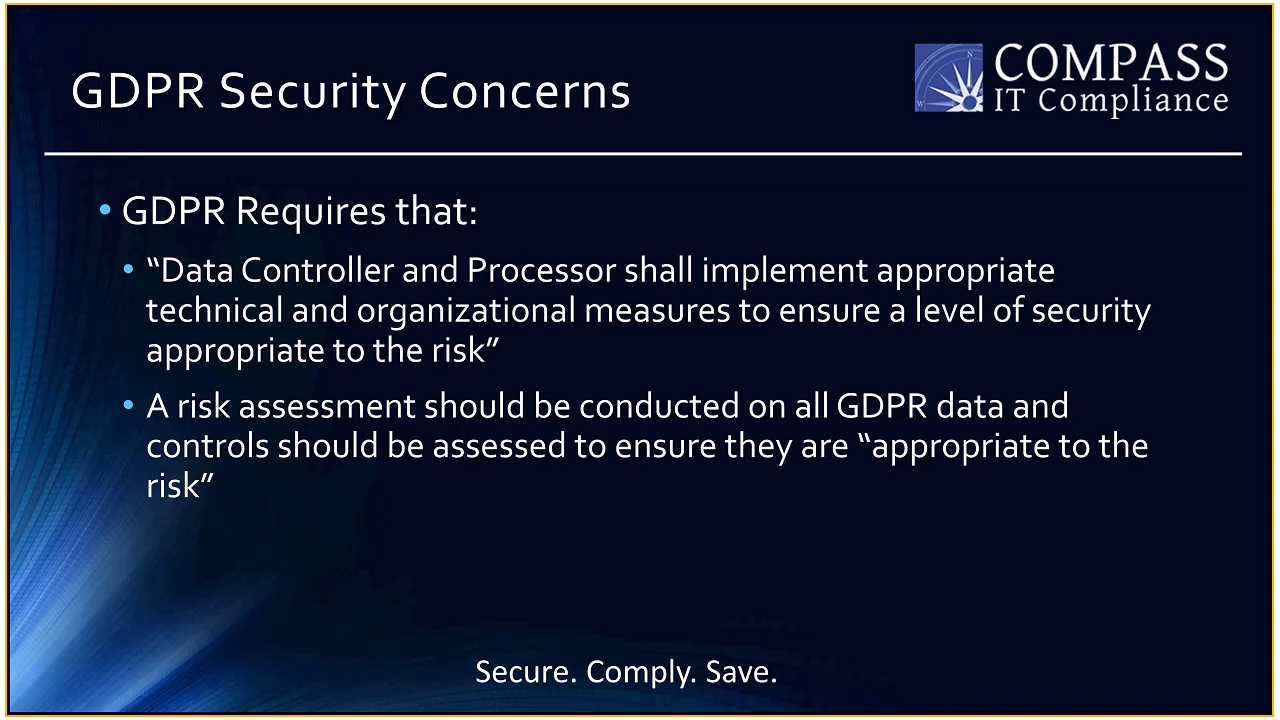 GDPR Security Concerns
COMPASS
IT Compliance
N
W
• GDPR Requires that:
• “Data Controller and Processor shall implement appropriate
technical and organizational measures to ensure a level of security
appropriate to the risk”
• A risk assessment should be conducted on all GDPR data and
controls should be assessed to ensure they are “appropriate to the
risk”
Secure. Comply. Save.